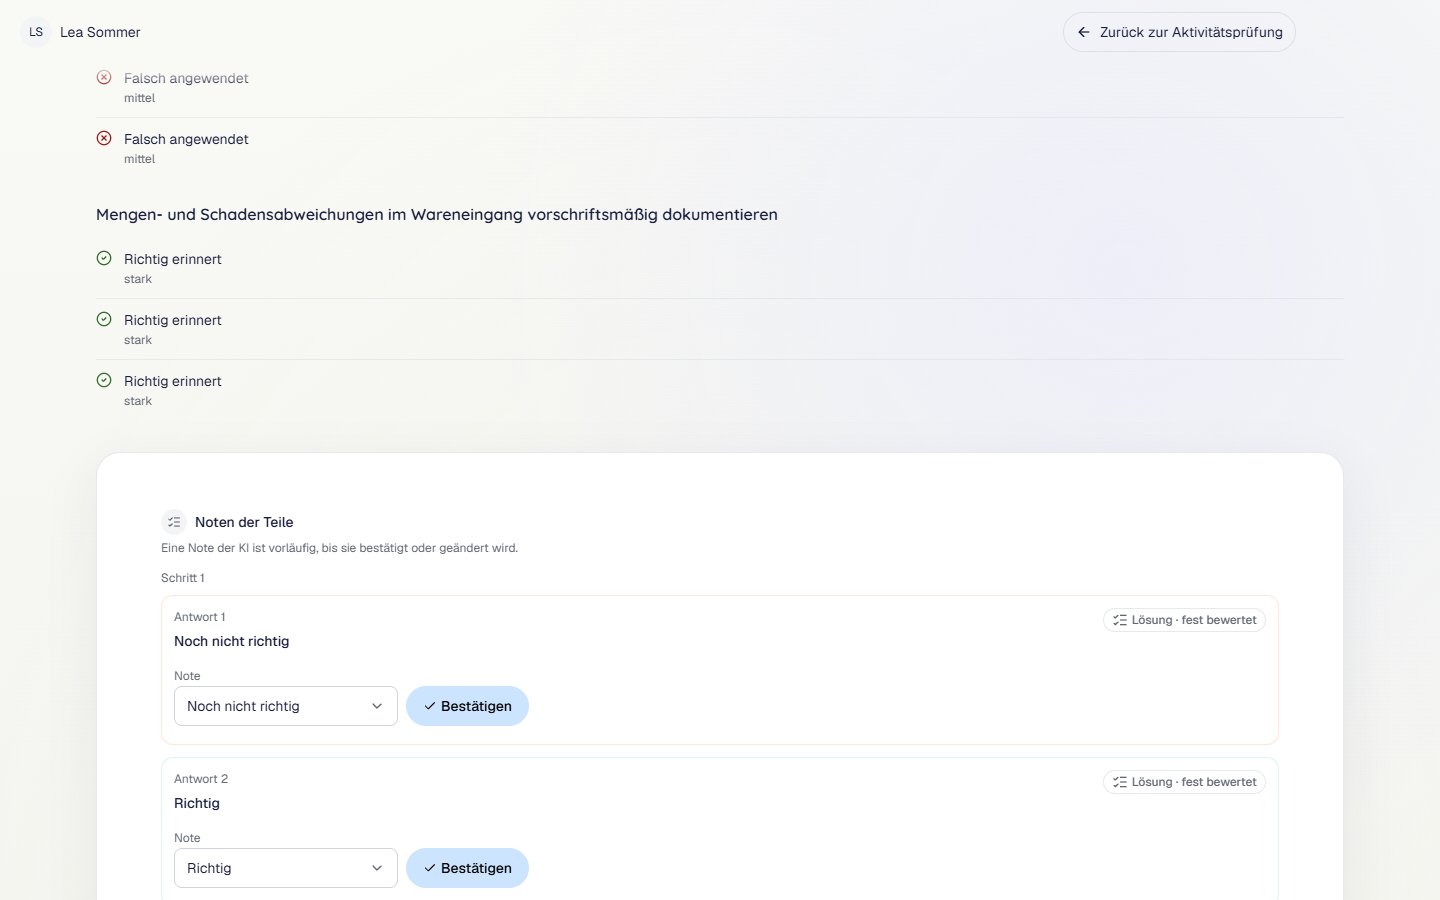 LS Lea Sommer
Zurück zur Aktivitätsprüfung
Falsch angewendet
mittel
Falsch angewendet
mittel
Mengen- und Schadensabweichungen im Wareneingang vorschriftsmäßig dokumentieren
Richtig erinnert
stark
Richtig erinnert
stark
Richtig erinnert
stark
Noten der Teile
Eine Note der KI ist vorläufig, bis sie bestätigt oder geändert wird.
Schritt 1
Antwort 1
Lösung · fest bewertet
Noch nicht richtig
Note
Noch nicht richtig
Bestätigen
Antwort 2
Lösung · fest bewertet
Richtig
Note
Richtig
Bestätigen